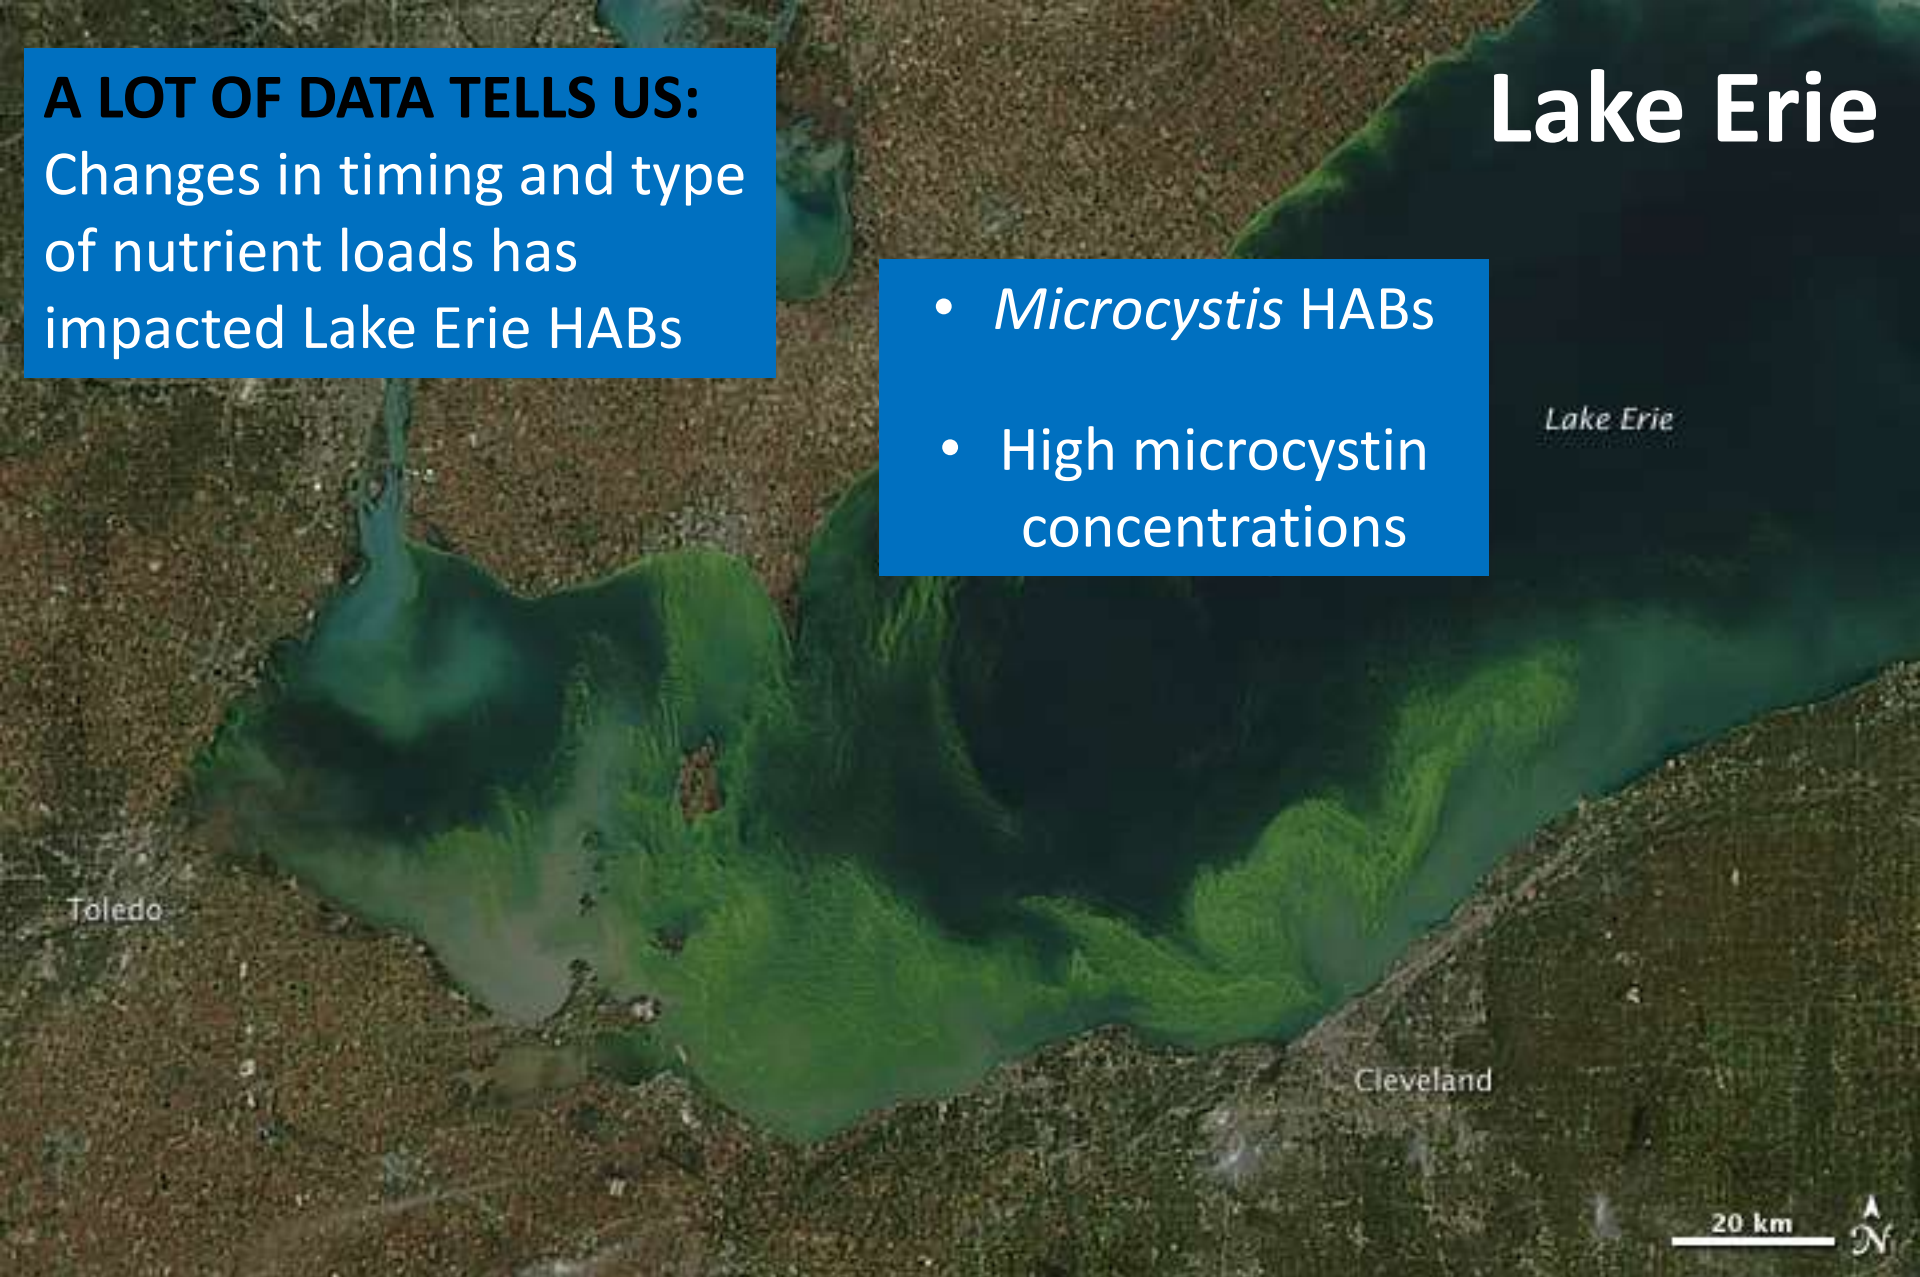 A LOT OF DATA TELLS US:
Changes in timing and type
of nutrient loads has
impacted Lake Erie HABs
Lake Erie
• Microcystis HABs
• High microcystin
concentrations
Lake Erie
Toledo
Cleveland
20 km
N